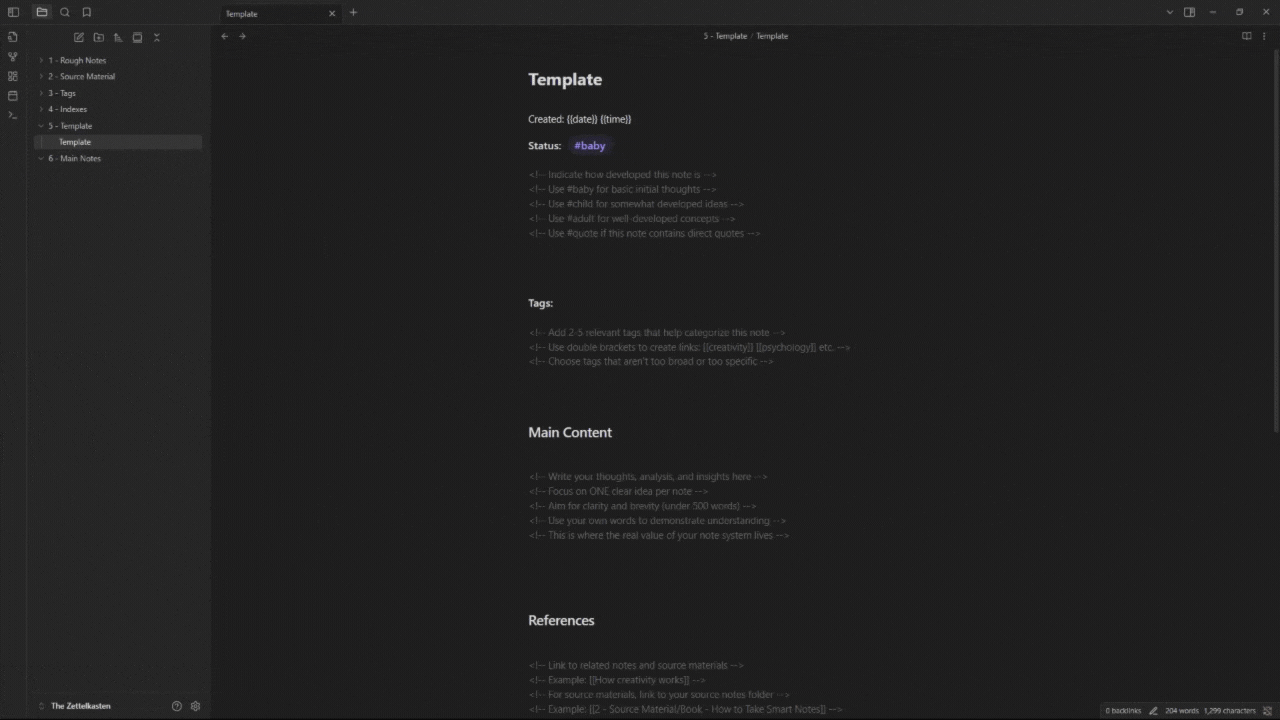 Template
5 - Template / Template
1 - Rough Notes
2 - Source Material
3 - Tags
4 - Indexes
5 - Template
Template
6 - Main Notes
The Zettelkasten
Template
Created: {{date}} {{time}}
Status: #baby
<!-- Indicate how developed this note is -->
<!-- Use #baby for basic initial thoughts -->
<!-- Use #child for somewhat developed ideas -->
<!-- Use #adult for well-developed concepts -->
<!-- Use #quote if this note contains direct quotes -->
Tags:
<!-- Add 2-5 relevant tags that help categorize this note -->
<!-- Use double brackets to create links: [[creativity]] [[psychology]] etc. -->
<!-- Choose tags that aren't too broad or too specific -->
Main Content
<!-- Write your thoughts, analysis, and insights here -->
<!-- Focus on ONE clear idea per note -->
<!-- Aim for clarity and brevity (under 500 words) -->
<!-- Use your own words to demonstrate understanding -->
<!-- This is where the real value of your note system lives -->
References
<!-- Link to related notes and source materials -->
<!-- Example: [[How creativity works]] -->
<!-- For source materials, link to your source notes folder -->
<!-- Example: [[2 - Source Material/Book - How to Take Smart Notes]] -->
0 backlinks 204 words 1,299 characters